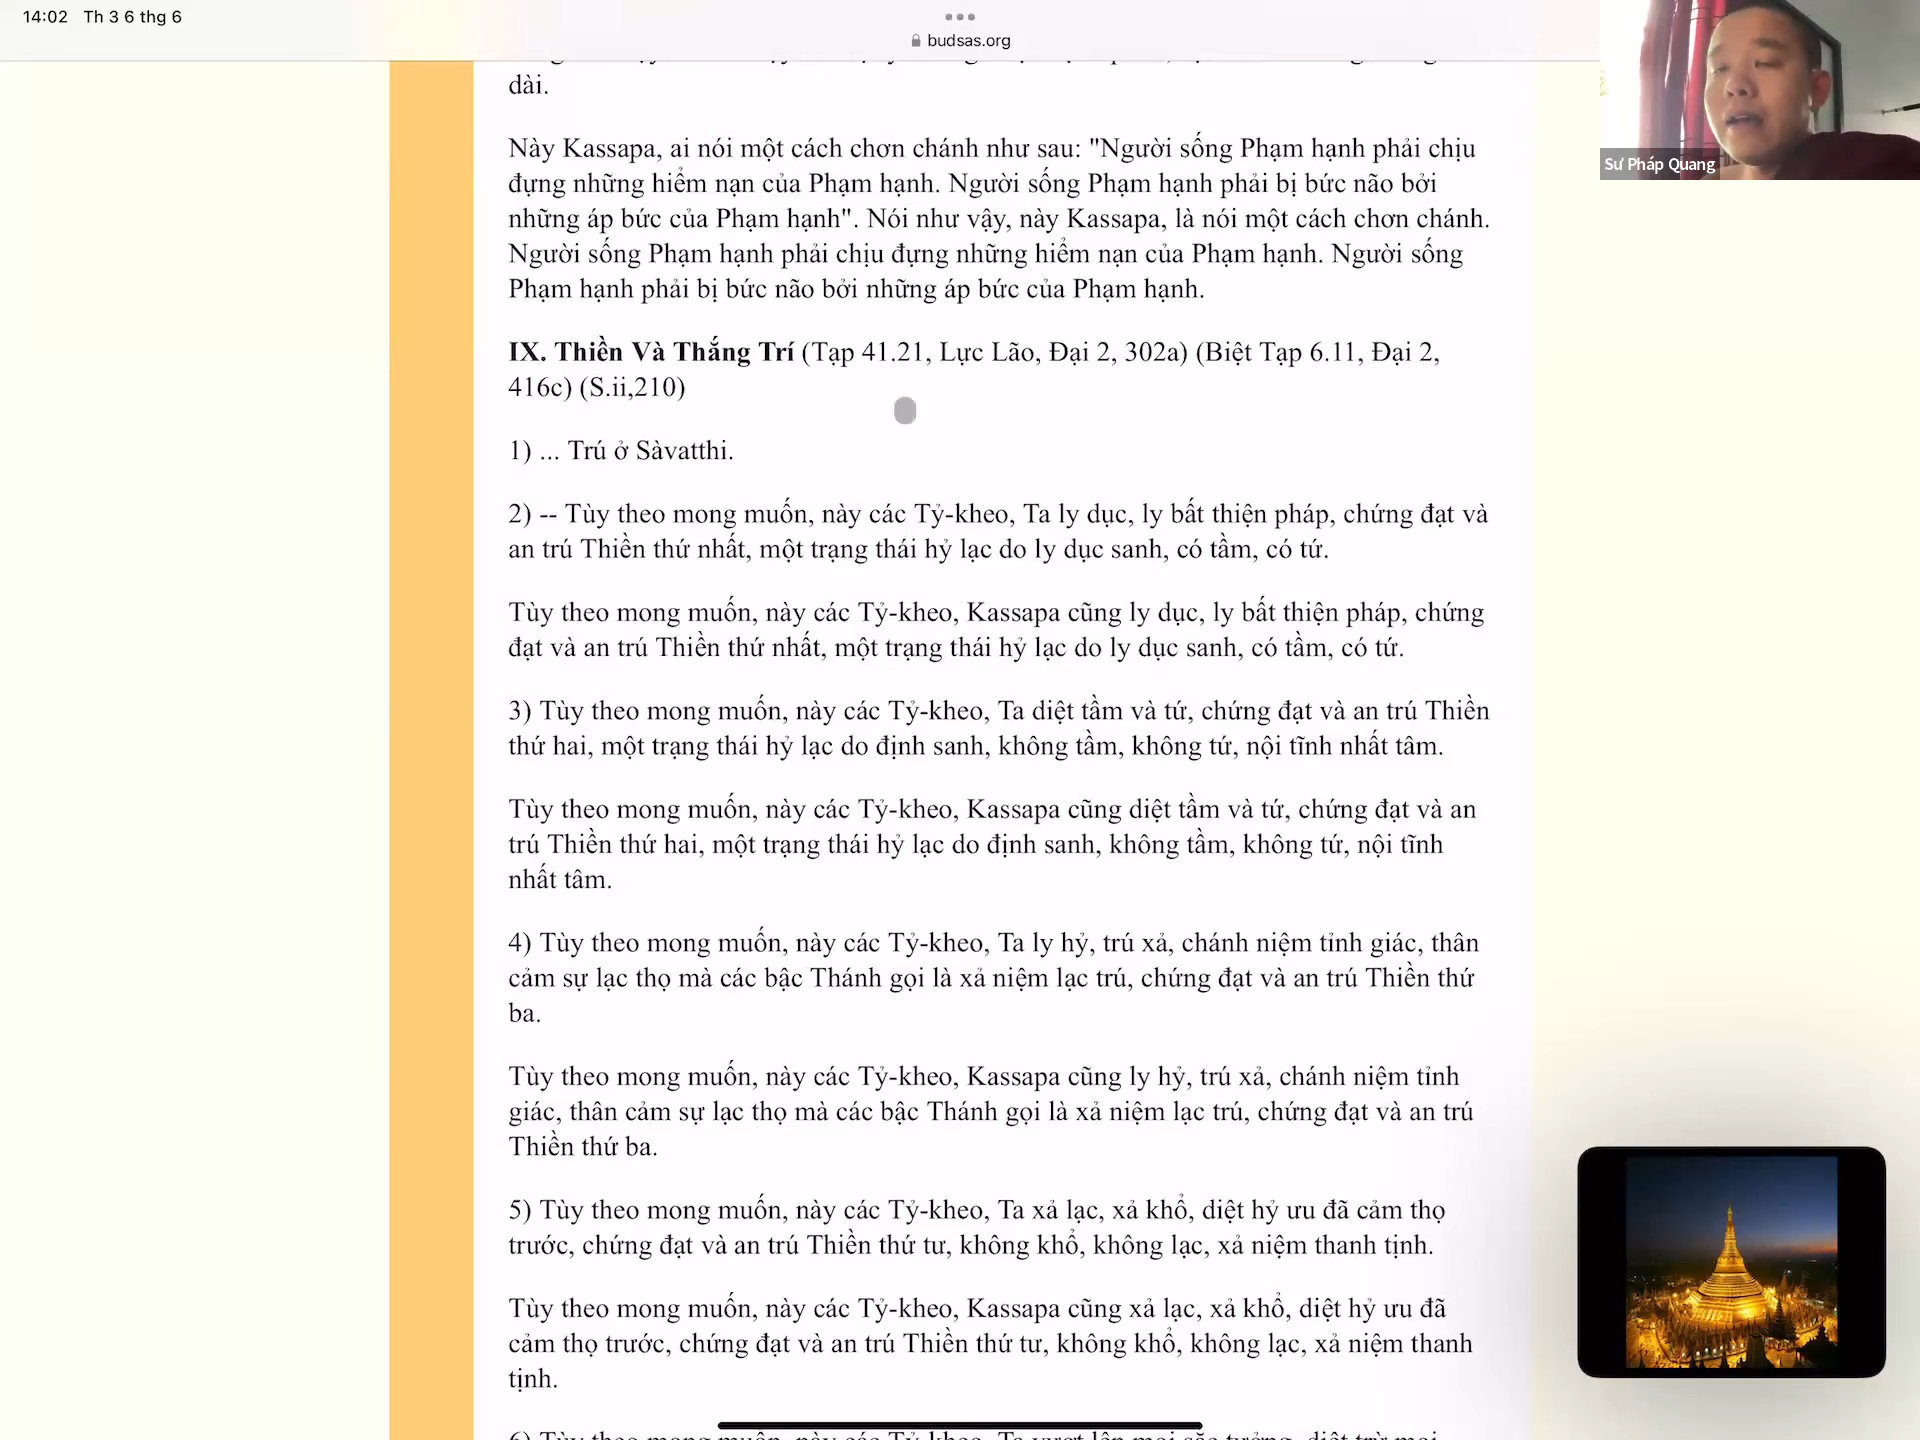 14:02 Th 3 6 thg 6
budsas.org
Sư Pháp Quang
dài.
Này Kassapa, ai nói một cách chơn chánh như sau: "Người sống Phạm hạnh phải chịu
đựng những hiểm nạn của Phạm hạnh. Người sống Phạm hạnh phải bị bức não bởi
những áp bức của Phạm hạnh". Nói như vậy, này Kassapa, là nói một cách chơn chánh.
Người sống Phạm hạnh phải chịu đựng những hiểm nạn của Phạm hạnh. Người sống
Phạm hạnh phải bị bức não bởi những áp bức của Phạm hạnh.
IX. Thiền Và Thắng Trí (Tạp 41.21, Lực Lão, Đại 2, 302a) (Biệt Tạp 6.11, Đại 2,
416c) (S.ii,210)
1) ... Trú ở Sàvatthi.
2) -- Tùy theo mong muốn, này các Tỷ-kheo, Ta ly dục, ly bất thiện pháp, chứng đạt và
an trú Thiền thứ nhất, một trạng thái hỷ lạc do ly dục sanh, có tầm, có tứ.
Tùy theo mong muốn, này các Tỷ-kheo, Kassapa cũng ly dục, ly bất thiện pháp, chứng
đạt và an trú Thiền thứ nhất, một trạng thái hỷ lạc do ly dục sanh, có tầm, có tứ.
3) Tùy theo mong muốn, này các Tỷ-kheo, Ta diệt tầm và tứ, chứng đạt và an trú Thiền
thứ hai, một trạng thái hỷ lạc do định sanh, không tầm, không tứ, nội tĩnh nhất tâm.
Tùy theo mong muốn, này các Tỷ-kheo, Kassapa cũng diệt tầm và tứ, chứng đạt và an
trú Thiền thứ hai, một trạng thái hỷ lạc do định sanh, không tầm, không tứ, nội tĩnh
nhất tâm.
4) Tùy theo mong muốn, này các Tỷ-kheo, Ta ly hỷ, trú xả, chánh niệm tỉnh giác, thân
cảm sự lạc thọ mà các bậc Thánh gọi là xả niệm lạc trú, chứng đạt và an trú Thiền thứ
ba.
Tùy theo mong muốn, này các Tỷ-kheo, Kassapa cũng ly hỷ, trú xả, chánh niệm tỉnh
giác, thân cảm sự lạc thọ mà các bậc Thánh gọi là xả niệm lạc trú, chứng đạt và an trú
Thiền thứ ba.
5) Tùy theo mong muốn, này các Tỷ-kheo, Ta xả lạc, xả khổ, diệt hỷ ưu đã cảm thọ
trước, chứng đạt và an trú Thiền thứ tư, không khổ, không lạc, xả niệm thanh tịnh.
Tùy theo mong muốn, này các Tỷ-kheo, Kassapa cũng xả lạc, xả khổ, diệt hỷ ưu đã
cảm thọ trước, chứng đạt và an trú Thiền thứ tư, không khổ, không lạc, xả niệm thanh
tịnh.
6) Tùy theo mong muốn, này các Tỷ-kheo, Ta vượt lên mọi sắc tưởng, diệt trừ mọi